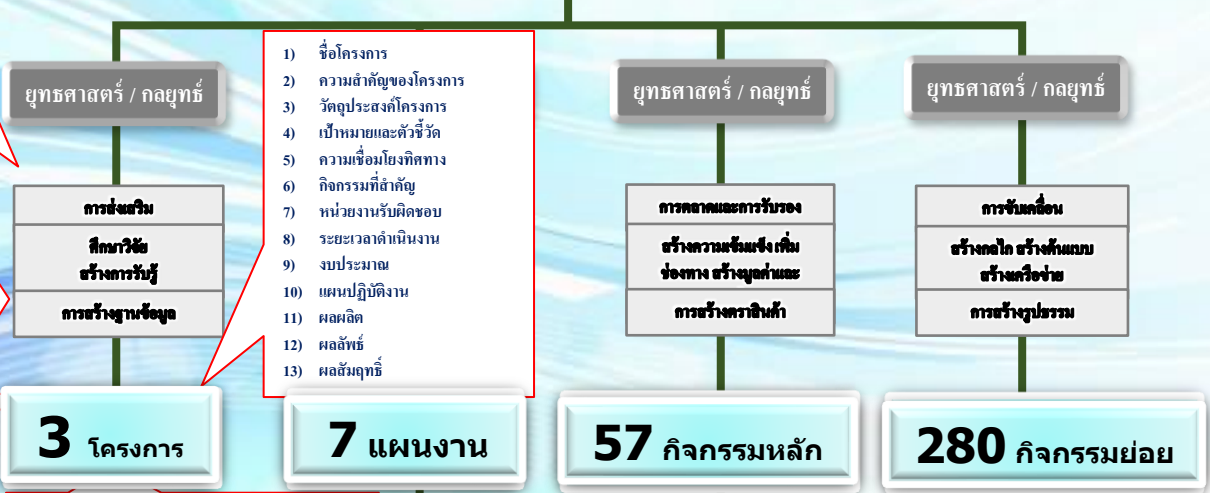 ยุทธศาสตร์ / กลยุทธ์
การส่งเสริม
ศึกษาวิจัย
สร้างการรับรู้
การสร้างฐานข้อมูล
3 โครงการ
1) ชื่อโครงการ
2) ความสำคัญของโครงการ
3) วัตถุประสงค์โครงการ
4) เป้าหมายและตัวชี้วัด
5) ความเชื่อมโยงทิศทาง
6) กิจกรรมที่สำคัญ
7) หน่วยงานรับผิดชอบ
8) ระยะเวลาดำเนินงาน
9) งบประมาณ
10) แผนปฏิบัติงาน
11) ผลผลิต
12) ผลลัพธ์
13) ผลสัมฤทธิ์
7 แผนงาน
ยุทธศาสตร์ / กลยุทธ์
การตลาดและการรับรอง
สร้างความเข้มแข็ง เพิ่ม
ช่องทาง สร้างมูลค่าและ
การสร้างตราสินค้า
57 กิจกรรมหลัก
ยุทธศาสตร์ / กลยุทธ์
การขับเคลื่อน
สร้างกลไก สร้างต้นแบบ
สร้างเครือข่าย
การสร้างรูปธรรม
280 กิจกรรมย่อย